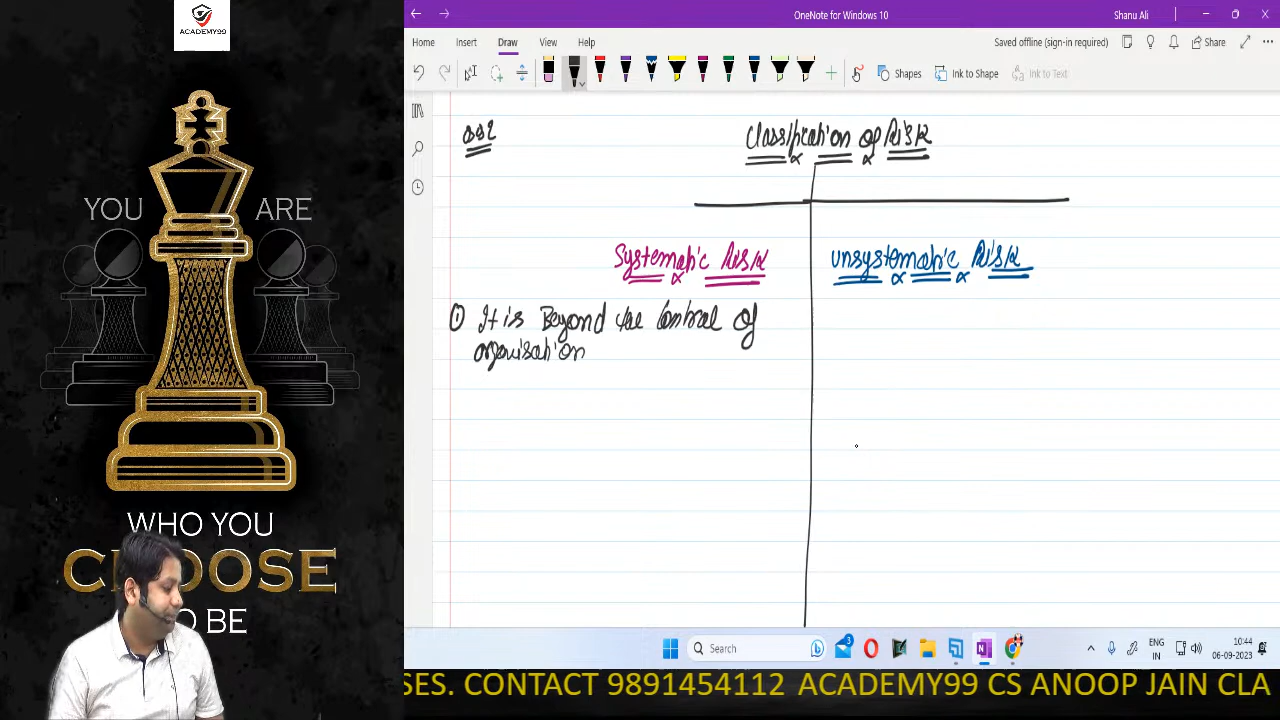 ACADEMY99
YOU ARE
WHO YOU
CHOOSE
TO BE
OneNote for Windows 10
Shanu Ali
Home Insert Draw View Help
Saved offline (sign-in required)
Share
Shapes
Ink to Shape
Ink to Text
Classification of Risk
Systematic Risk
Unsystematic Risk
① It is Beyond the Control of
organisation
Search
3
ENG
IN
10:44
06-09-2023
SES. CONTACT 9891454112 ACADEMY99 CS ANOOP JAIN CLA